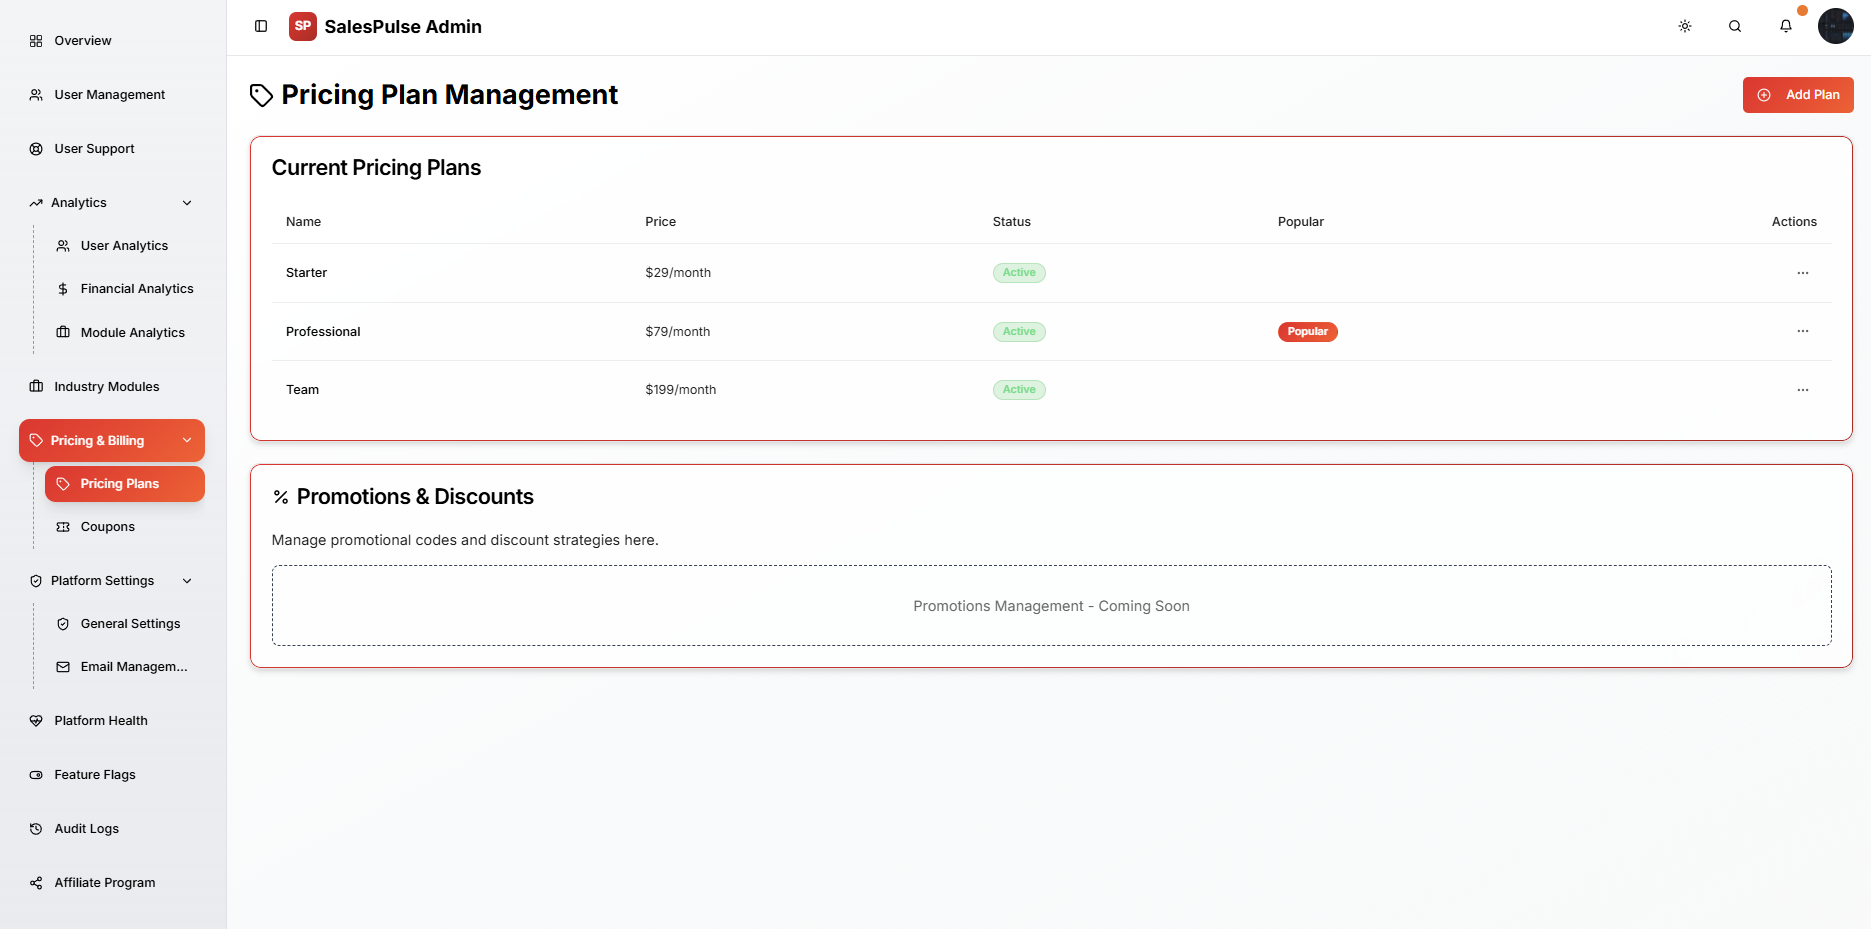 Overview
User Management
User Support
Analytics
User Analytics
Financial Analytics
Module Analytics
Industry Modules
Pricing & Billing
Pricing Plans
Coupons
Platform Settings
General Settings
Email Managem...
Platform Health
Feature Flags
Audit Logs
Affiliate Program
SP SalesPulse Admin
Pricing Plan Management
Add Plan
Current Pricing Plans
Name Price Status Popular Actions
Starter $29/month Active
Professional $79/month Active Popular
Team $199/month Active
% Promotions & Discounts
Manage promotional codes and discount strategies here.
Promotions Management - Coming Soon